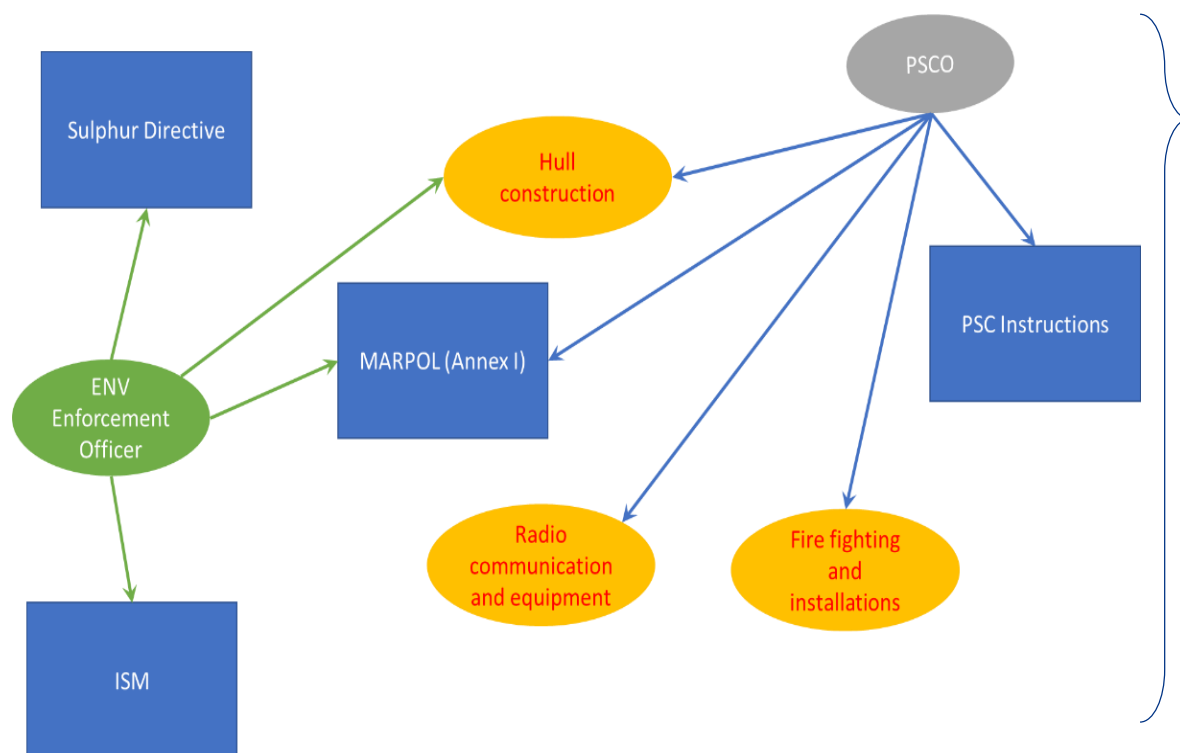 PSCO
Sulphur Directive
Hull
construction
PSC Instructions
MARPOL (Annex I)
ENV
Enforcement
Officer
Radio
communication
and equipment
Fire fighting
and
installations
ISM